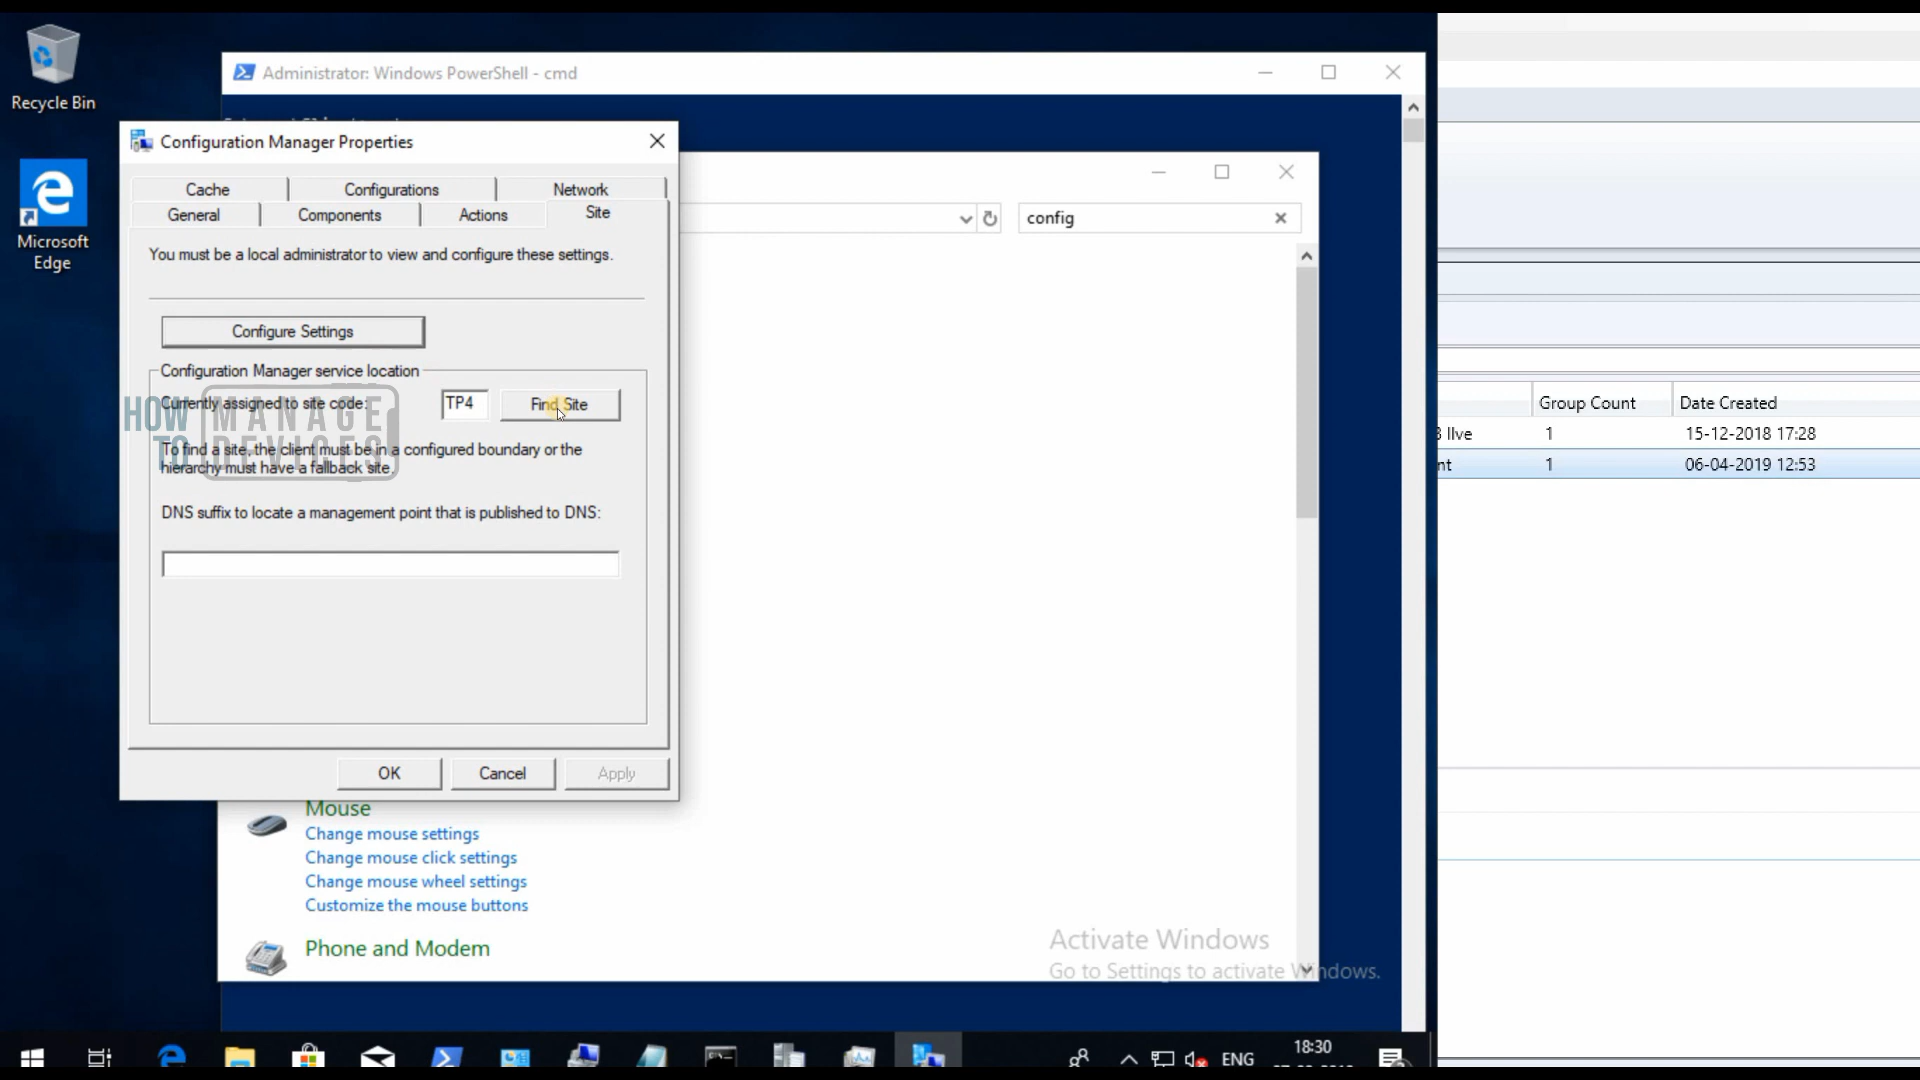 Recycle Bin
Microsoft
Edge
Administrator: Windows PowerShell - cmd
Configuration Manager Properties
Cache
Configurations
Network
General
Components
Actions
Site
You must be a local administrator to view and configure these settings.
Configure Settings
Configuration Manager service location
Currently assigned to site code:
TP4
Find Site
To find a site, the client must be in a configured boundary or the
hierarchy must have a fallback site.
DNS suffix to locate a management point that is published to DNS:
OK
Cancel
Apply
HOW
TO
MANAGE
DEVICES
config
Mouse
Change mouse settings
Change mouse click settings
Change mouse wheel settings
Customize the mouse buttons
Phone and Modem
Activate Windows
Go to Settings to activate Windows.
Group Count
Date Created
1
15-12-2018 17:28
nt
1
06-04-2019 12:53
ENG
18:30